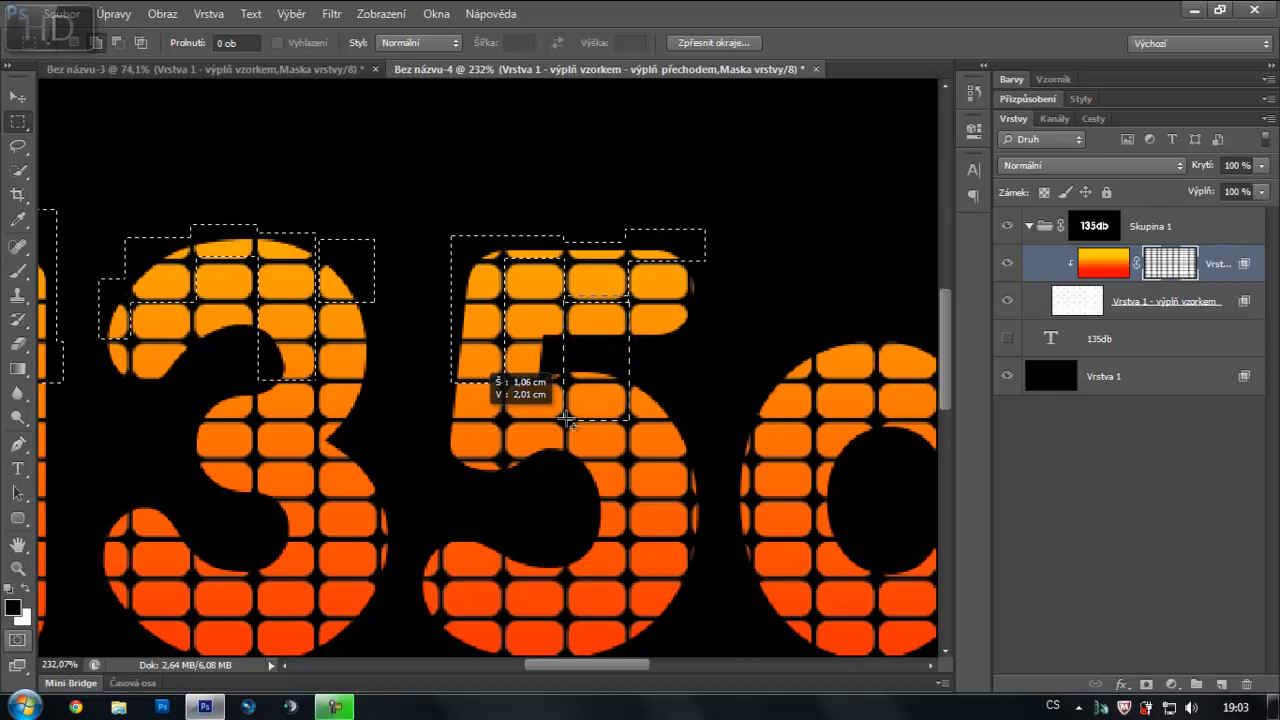 Ps Soubor Úpravy Obraz Vrstva Text Výběr Filtr Zobrazení Okna Nápověda
HD
Prolnutí: 0 ob Vyhlazení Styl: Normální Šířka: Výška: Zpřesnit okraje... Výchozí
Bez názvu-3 @ 74,1% (Vrstva 1 - výplň vzorkem,Maska vrstvy/8) * × Bez názvu-4 @ 232% (Vrstva 1 - výplň vzorkem - výplň přechodem,Maska vrstvy/8) * ×
Barvy Vzorník
Přizpůsobení Styly
Vrstvy Kanály Cesty
Druh
Normální Krytí: 100 %
Zámek: Výplň: 100 %
135db Skupina 1
Vrst...
Vrstva 1 - výplň vzorkem
T 135db
Vrstva 1
35
Š : 1,06 cm
V : 2,01 cm
232,07% Dok: 2,64 MB/6,08 MB
Mini Bridge Časová osa
CS 19:03